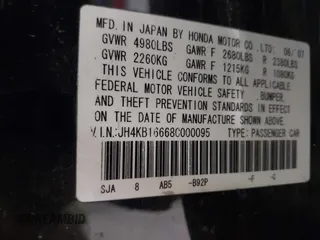 MFD. IN JAPAN BY HONDA MOTOR CO.,LTD: 06/07
GVWR 4980LBS GAWR F 2680LBS R 2380LBS
GVWR 2260KG GAWR F 1215KG R 1080KG
THIS VEHICLE CONFORMS TO ALL APPLICABLE
FEDERAL MOTOR VEHICLE SAFETY, BUMPER,
AND THEFT PREVENTION STANDARDS IN EFFECT
ON THE DATE OF MANUFACTURE SHOWN ABOVE.
V.I.N.:JH4KB16668C000095 TYPE: PASSENGER CAR
SJA 8 AB5 -B92P